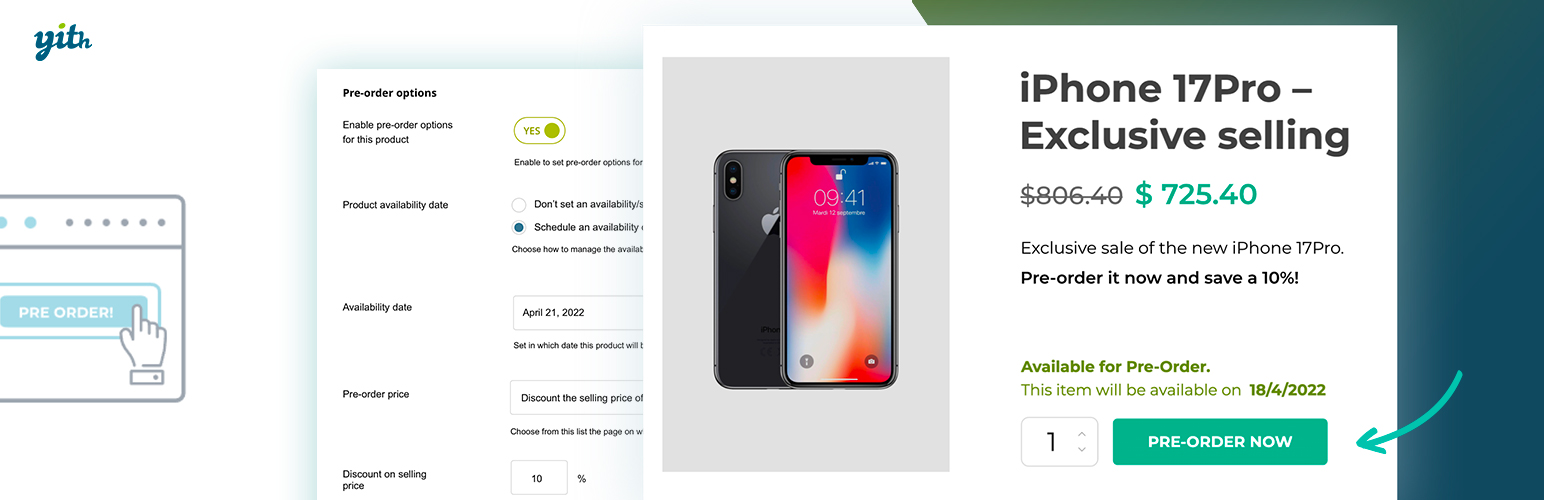 yith
PRE ORDER!
Pre-order options
Enable pre-order options
for this product
YES
Enable to set pre-order options for
Product availability date
Don't set an availability/s
Schedule an availability
Choose how to manage the availab
Availability date
April 21, 2022
Set in which date this product will b
Pre-order price
Discount the selling price of
Choose from this list the page on w
Discount on selling
price
10 %
09:41
Mardi 12 septembre
iPhone 17Pro –
Exclusive selling
$806.40 $ 725.40
Exclusive sale of the new iPhone 17Pro.
Pre-order it now and save a 10%!
Available for Pre-Order.
This item will be available on 18/4/2022
1 PRE-ORDER NOW